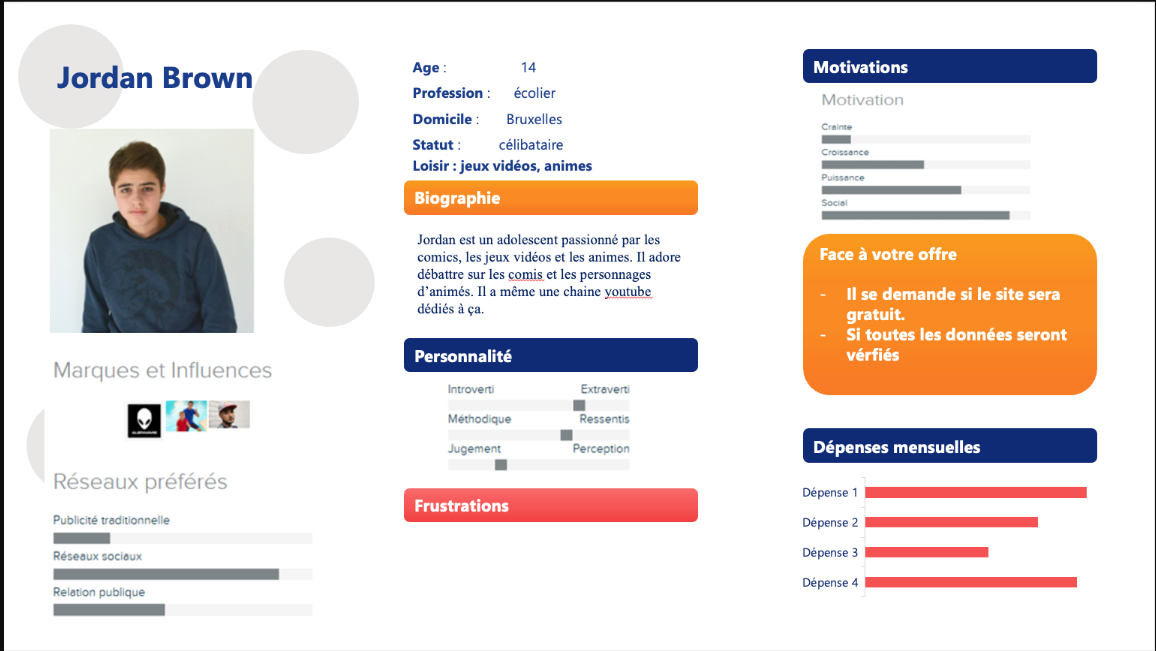 Jordan Brown
Marques et Influences
ALIENWARE
Réseaux préférés
Publicité traditionnelle
Réseaux sociaux
Relation publique
Age : 14
Profession : écolier
Domicile : Bruxelles
Statut : célibataire
Loisir : jeux vidéos, animes
Biographie
Jordan est un adolescent passionné par les
comics, les jeux vidéos et les animes. Il adore
débattre sur les comis et les personnages
d’animés. Il a même une chaine youtube
dédiés à ça.
Personnalité
Introverti Extraverti
Méthodique Ressentis
Jugement Perception
Frustrations
Motivations
Motivation
Crainte
Croissance
Puissance
Social
Face à votre offre
- Il se demande si le site sera
gratuit.
- Si toutes les données seront
vérfiés
Dépenses mensuelles
Dépense 1
Dépense 2
Dépense 3
Dépense 4